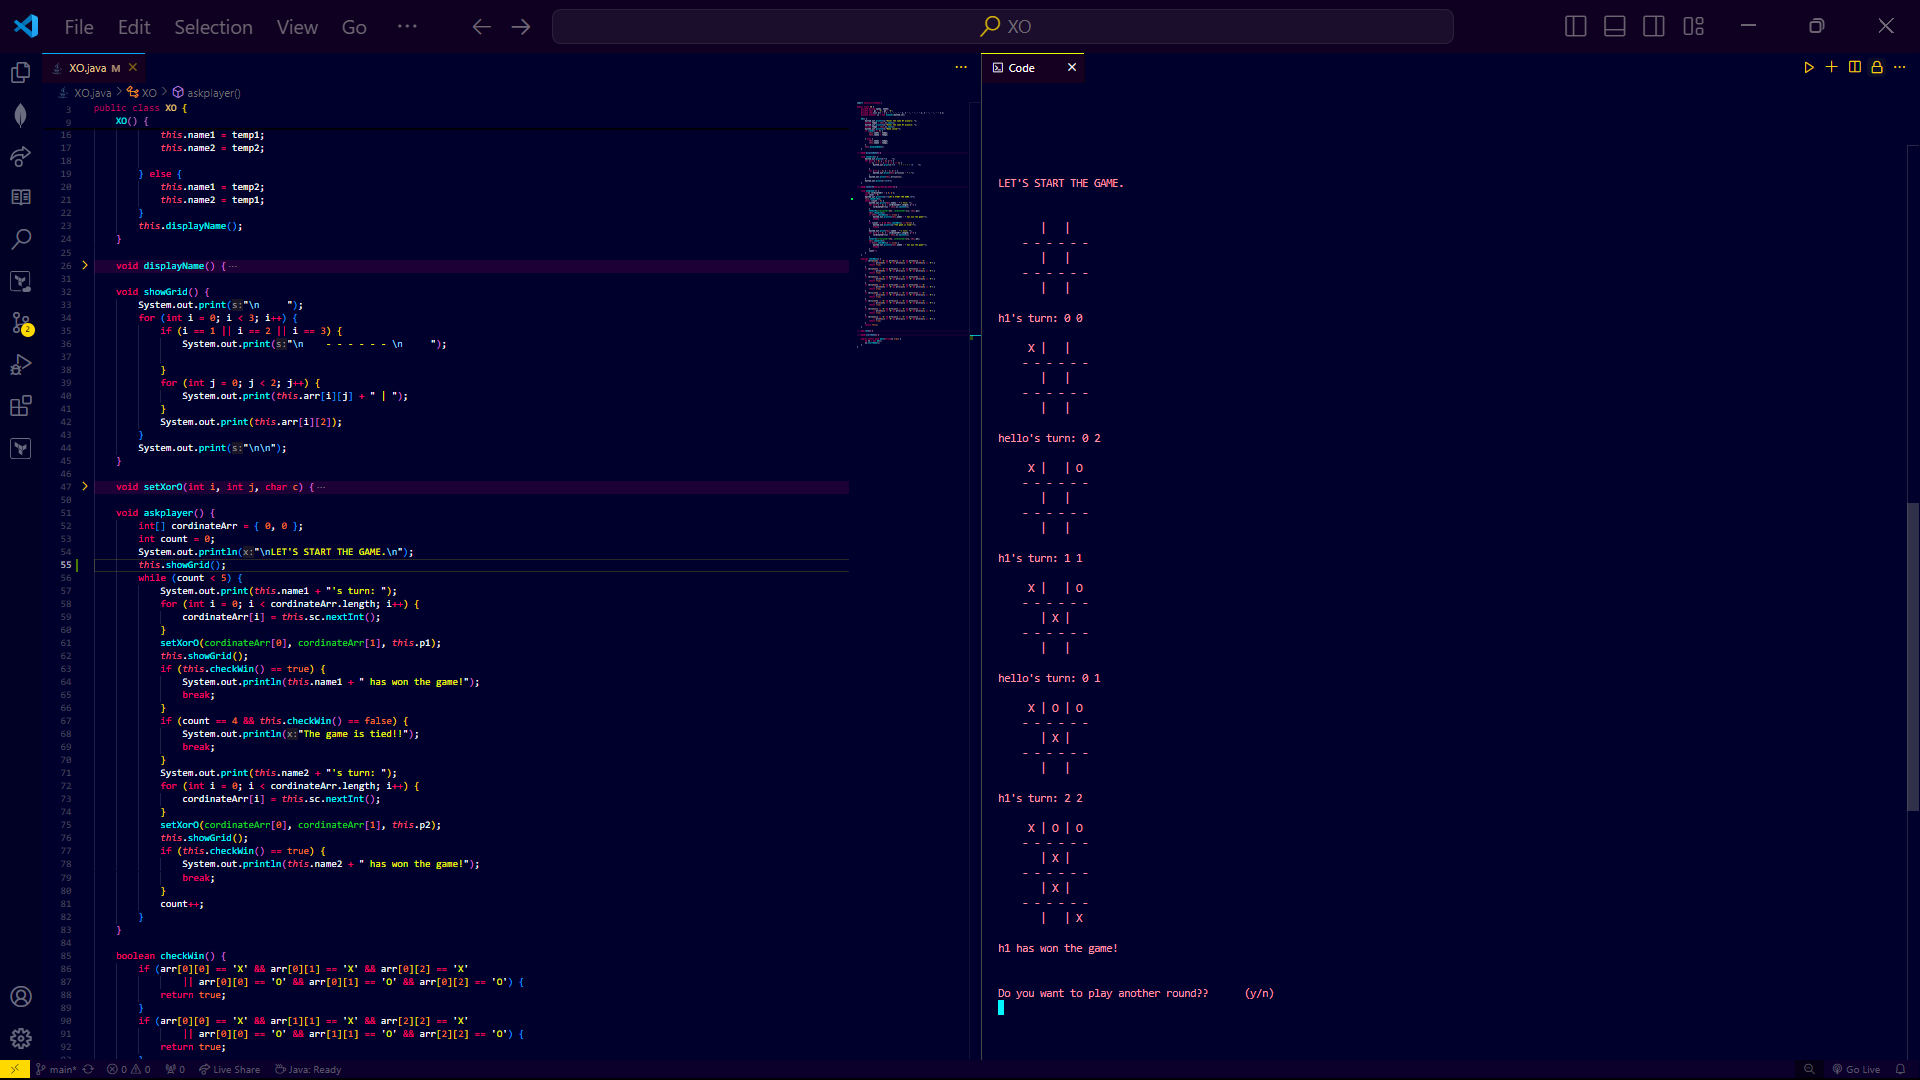 File Edit Selection View Go ··· XO
XO.java M
XO.java > XO > askplayer()
3 public class XO {
9 XO() {
16 this.name1 = temp1;
17 this.name2 = temp2;
18
19 } else {
20 this.name1 = temp2;
21 this.name2 = temp1;
22 }
23 this.displayName();
24 }
25
26 void displayName() { ···
31
32 void showGrid() {
33 System.out.print(s:"\n     ");
34 for (int i = 0; i < 3; i++) {
35 if (i == 1 || i == 2 || i == 3) {
36 System.out.print(s:"\n    - - - - - - \n     ");
37
38 }
39 for (int j = 0; j < 2; j++) {
40 System.out.print(this.arr[i][j] + " | ");
41 }
42 System.out.print(this.arr[i][2]);
43 }
44 System.out.print(s:"\n\n");
45 }
46
47 void setXorO(int i, int j, char c) { ···
50
51 void askplayer() {
52 int[] cordinateArr = { 0, 0 };
53 int count = 0;
54 System.out.println(x:"\nLET'S START THE GAME.\n");
55 this.showGrid();
56 while (count < 5) {
57 System.out.print(this.name1 + "'s turn: ");
58 for (int i = 0; i < cordinateArr.length; i++) {
59 cordinateArr[i] = this.sc.nextInt();
60 }
61 setXorO(cordinateArr[0], cordinateArr[1], this.p1);
62 this.showGrid();
63 if (this.checkWin() == true) {
64 System.out.println(this.name1 + " has won the game!");
65 break;
66 }
67 if (count == 4 && this.checkWin() == false) {
68 System.out.println(x:"The game is tied!!");
69 break;
70 }
71 System.out.print(this.name2 + "'s turn: ");
72 for (int i = 0; i < cordinateArr.length; i++) {
73 cordinateArr[i] = this.sc.nextInt();
74 }
75 setXorO(cordinateArr[0], cordinateArr[1], this.p2);
76 this.showGrid();
77 if (this.checkWin() == true) {
78 System.out.println(this.name2 + " has won the game!");
79 break;
80 }
81 count++;
82 }
83 }
84
85 boolean checkWin() {
86 if (arr[0][0] == 'X' && arr[0][1] == 'X' && arr[0][2] == 'X'
87 || arr[0][0] == 'O' && arr[0][1] == 'O' && arr[0][2] == 'O') {
88 return true;
89 }
90 if (arr[0][0] == 'X' && arr[1][1] == 'X' && arr[2][2] == 'X'
91 || arr[0][0] == 'O' && arr[1][1] == 'O' && arr[2][2] == 'O') {
92 return true;
Code
LET'S START THE GAME.
|   |
- - - - - -
|   |
- - - - - -
|   |
h1's turn: 0 0
X |   |
- - - - - -
|   |
- - - - - -
|   |
hello's turn: 0 2
X |   | O
- - - - - -
|   |
- - - - - -
|   |
h1's turn: 1 1
X |   | O
- - - - - -
| X |
- - - - - -
|   |
hello's turn: 0 1
X | O | O
- - - - - -
| X |
- - - - - -
|   |
h1's turn: 2 2
X | O | O
- - - - - -
| X |
- - - - - -
| X |
- - - - - -
|   | X
h1 has won the game!
Do you want to play another round??      (y/n)
2
main* 0 0 0 Live Share Java: Ready Go Live